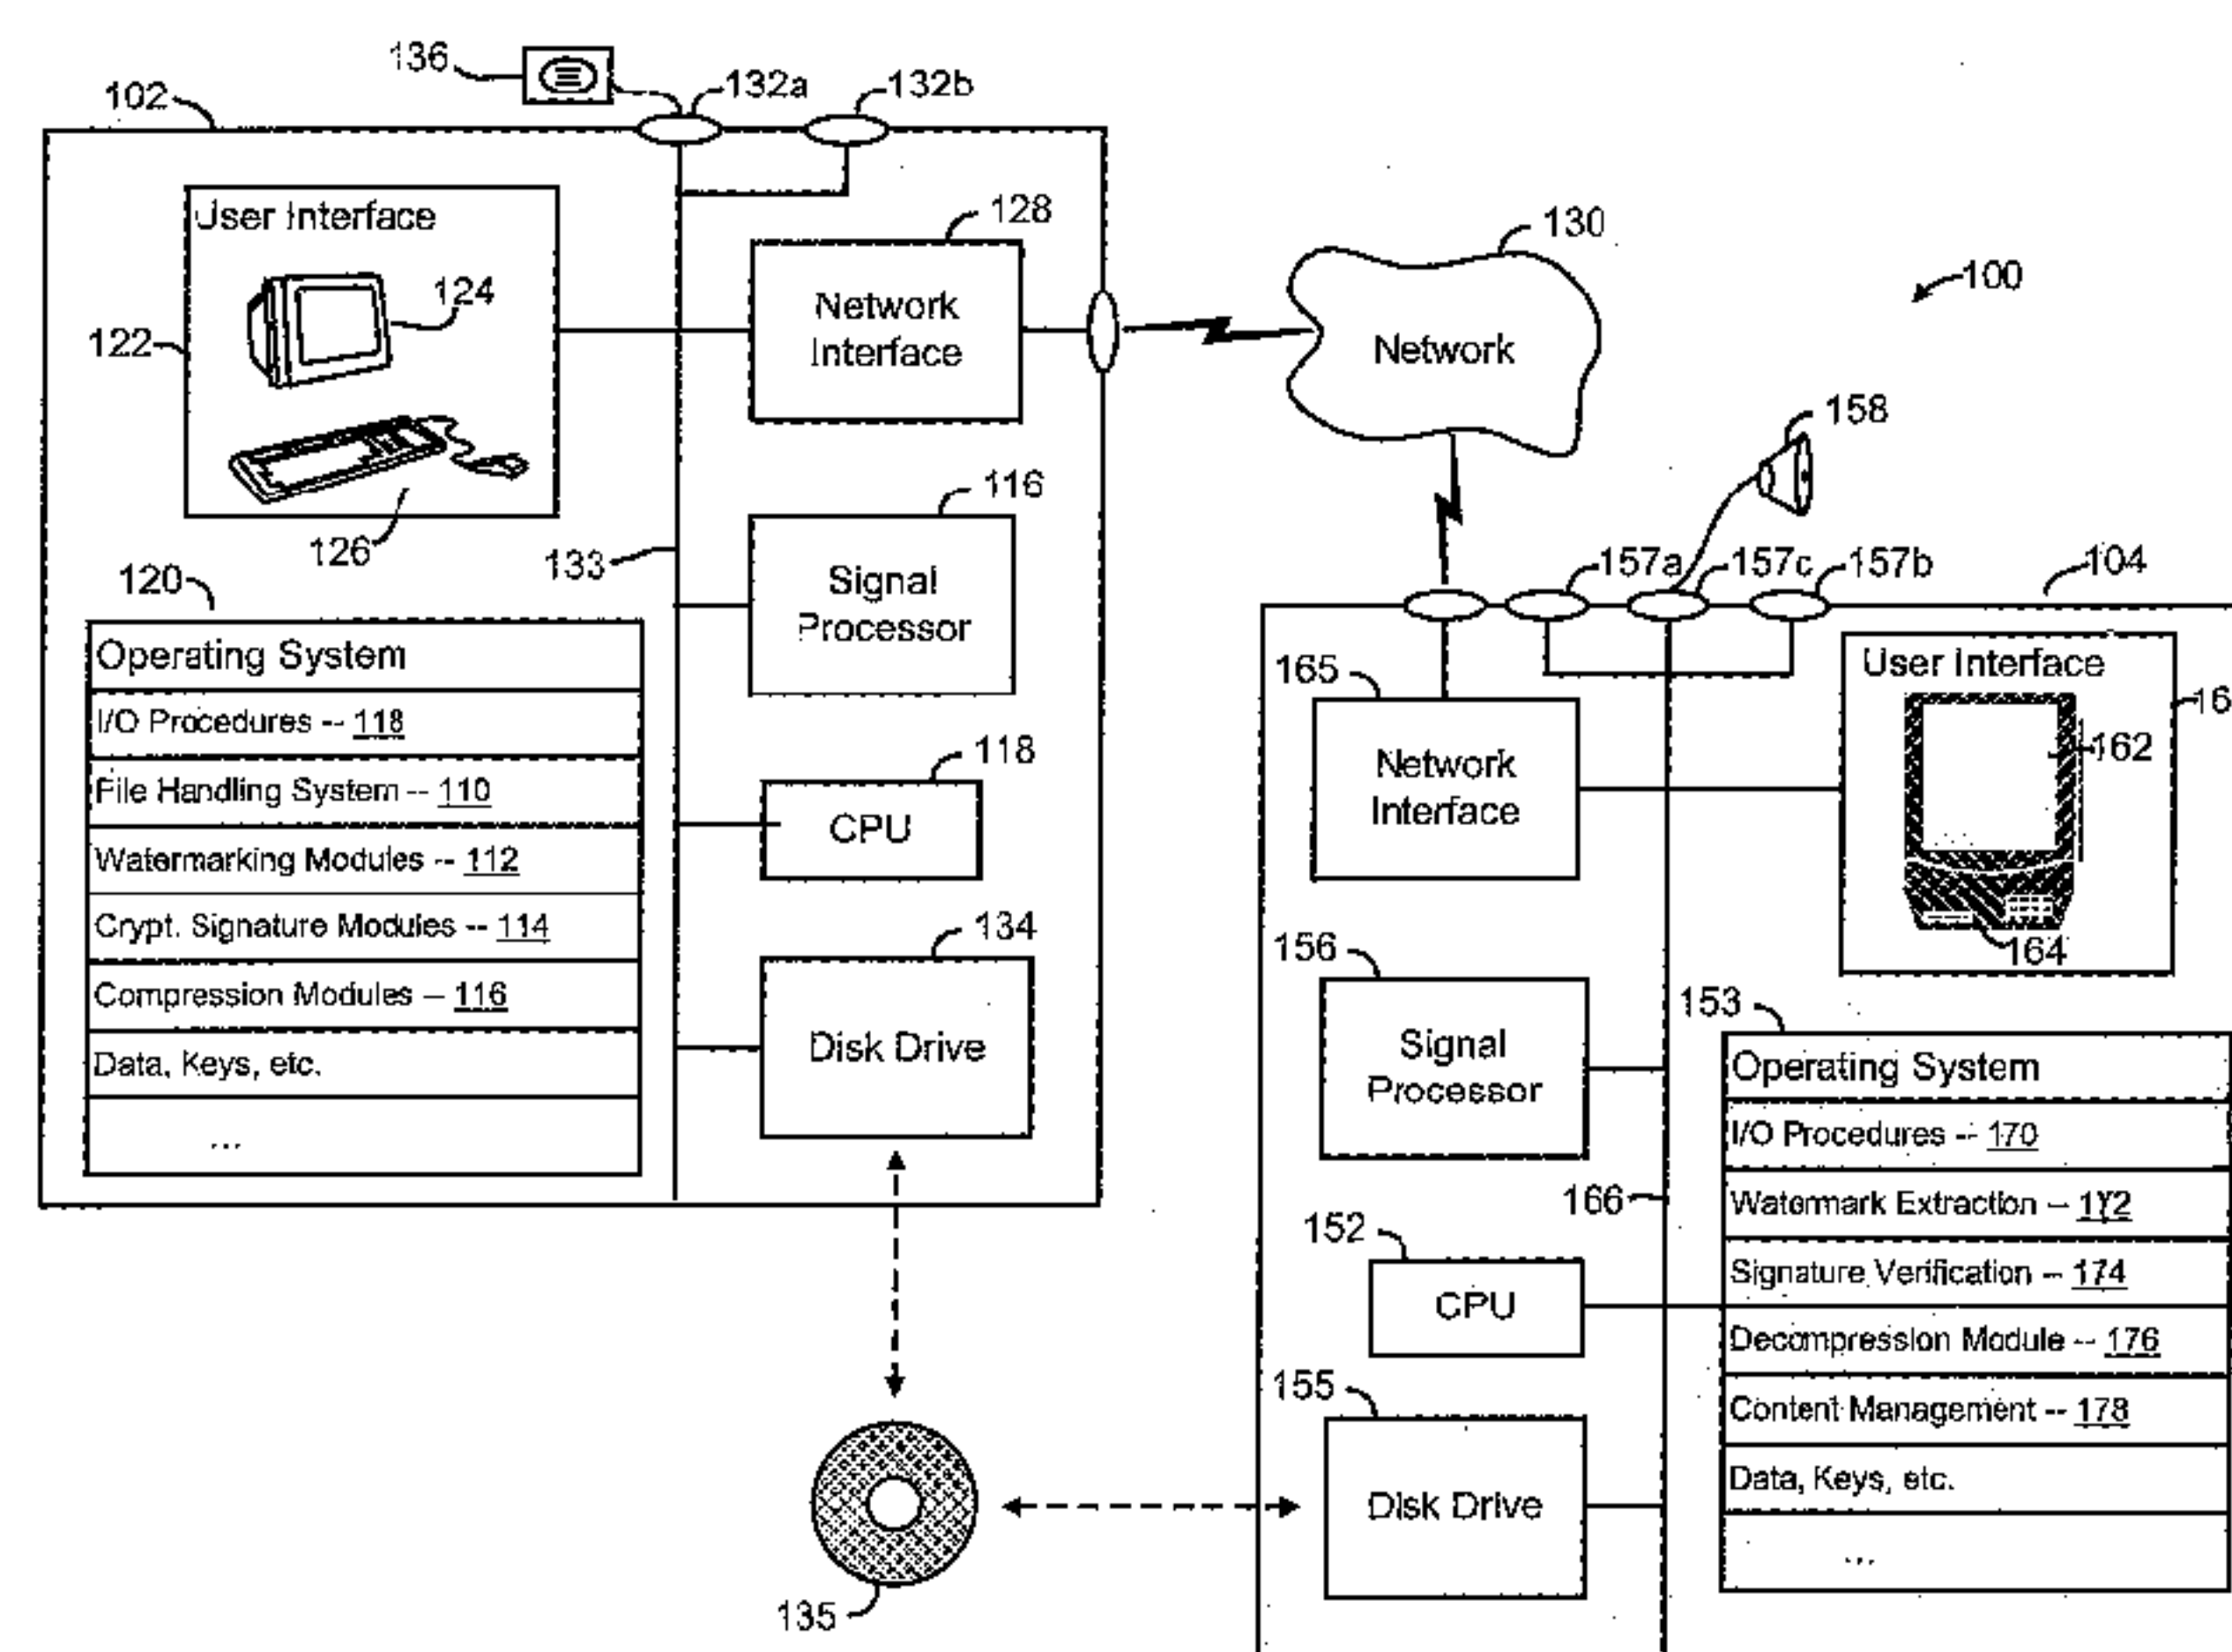 136
132a
132b
102
User Interface
124
122
126
128
Network
Interface
130
Network
100
158
116
Signal
Processor
133
120
Operating System
I/O Procedures -- 118
File Handling System -- 110
Watermarking Modules -- 112
Crypt. Signature Modules -- 114
Compression Modules -- 116
Data, Keys, etc.
...
118
CPU
134
Disk Drive
135
157a
157c
157b
104
165
Network
Interface
User Interface
16
162
164
156
Signal
Processor
166
152
CPU
155
Disk Drive
153
Operating System
I/O Procedures -- 170
Watermark Extraction -- 172
Signature Verification -- 174
Decompression Module -- 176
Content Management -- 178
Data, Keys, etc.
...